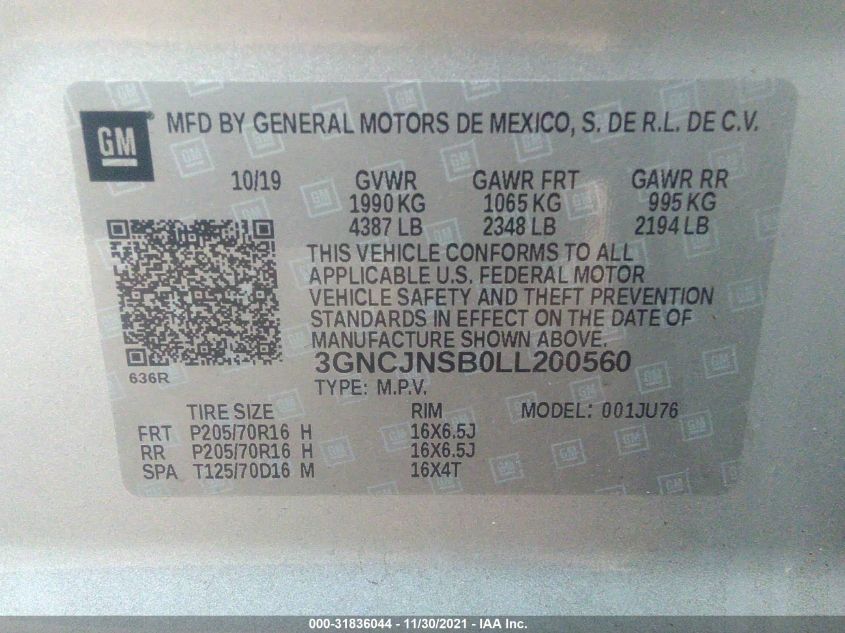 GM ® MFD BY GENERAL MOTORS DE MEXICO, S. DE R.L. DE C.V.
10/19 GVWR GAWR FRT GAWR RR
1990 KG 1065 KG 995 KG
4387 LB 2348 LB 2194 LB
THIS VEHICLE CONFORMS TO ALL
APPLICABLE U.S. FEDERAL MOTOR
VEHICLE SAFETY AND THEFT PREVENTION
STANDARDS IN EFFECT ON THE DATE OF
MANUFACTURE SHOWN ABOVE.
3GNCJNSB0LL200560
636R
TYPE: M.P.V.
TIRE SIZE RIM MODEL: 001JU76
FRT P205/70R16 H 16X6.5J
RR P205/70R16 H 16X6.5J
SPA T125/70D16 M 16X4T
000-31836044 - 11/30/2021 - IAA Inc.